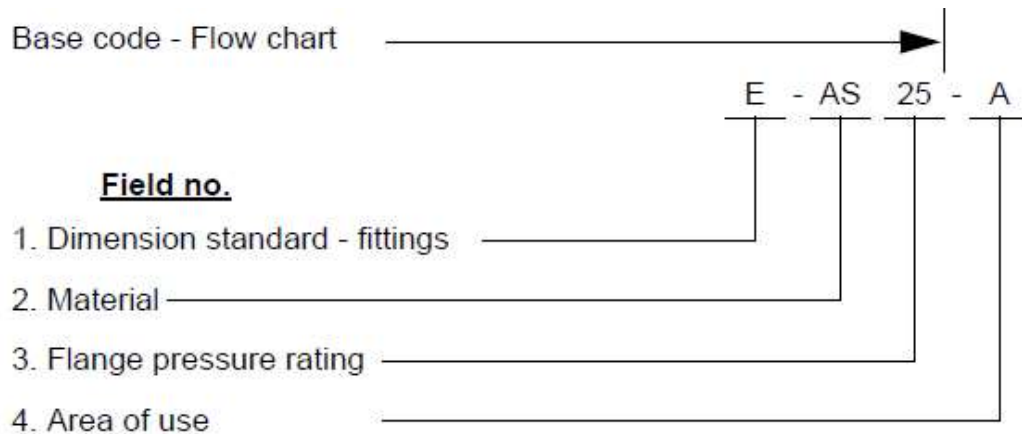 Base code - Flow chart
E - AS 25 - A
Field no.
1. Dimension standard - fittings
2. Material
3. Flange pressure rating
4. Area of use